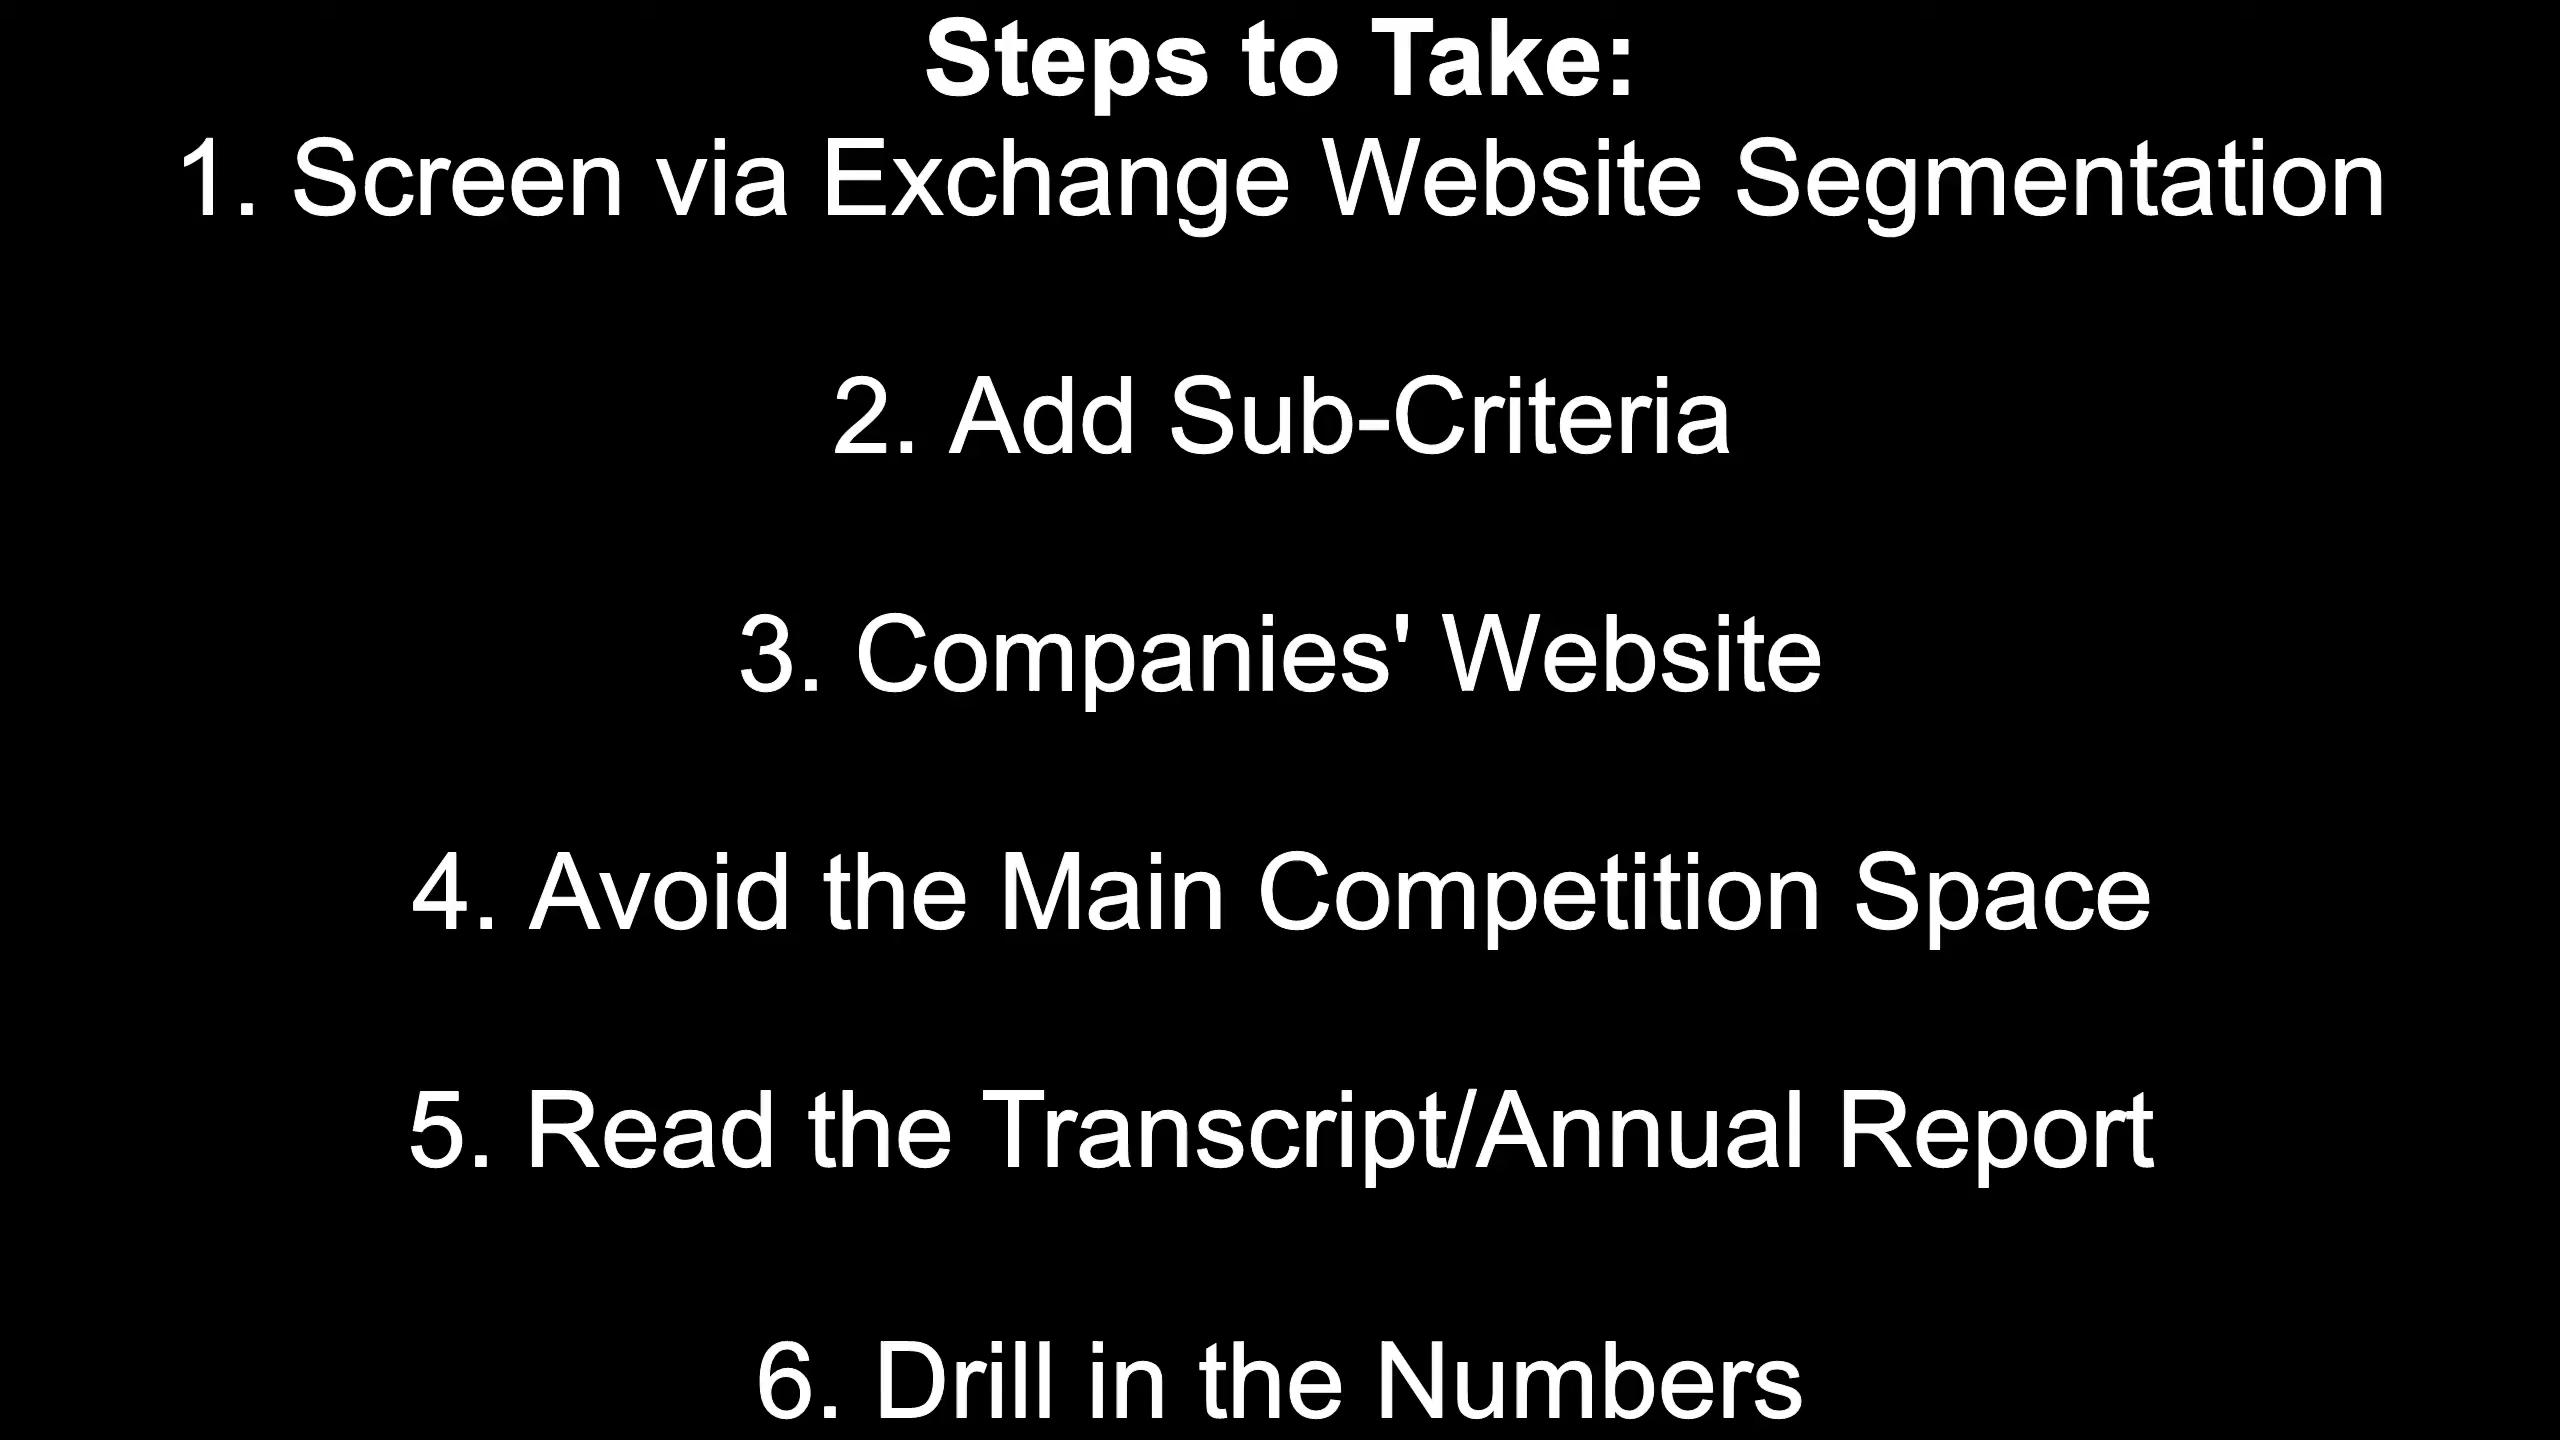 Steps to Take:
1. Screen via Exchange Website Segmentation
2. Add Sub-Criteria
3. Companies' Website
4. Avoid the Main Competition Space
5. Read the Transcript/Annual Report
6. Drill in the Numbers